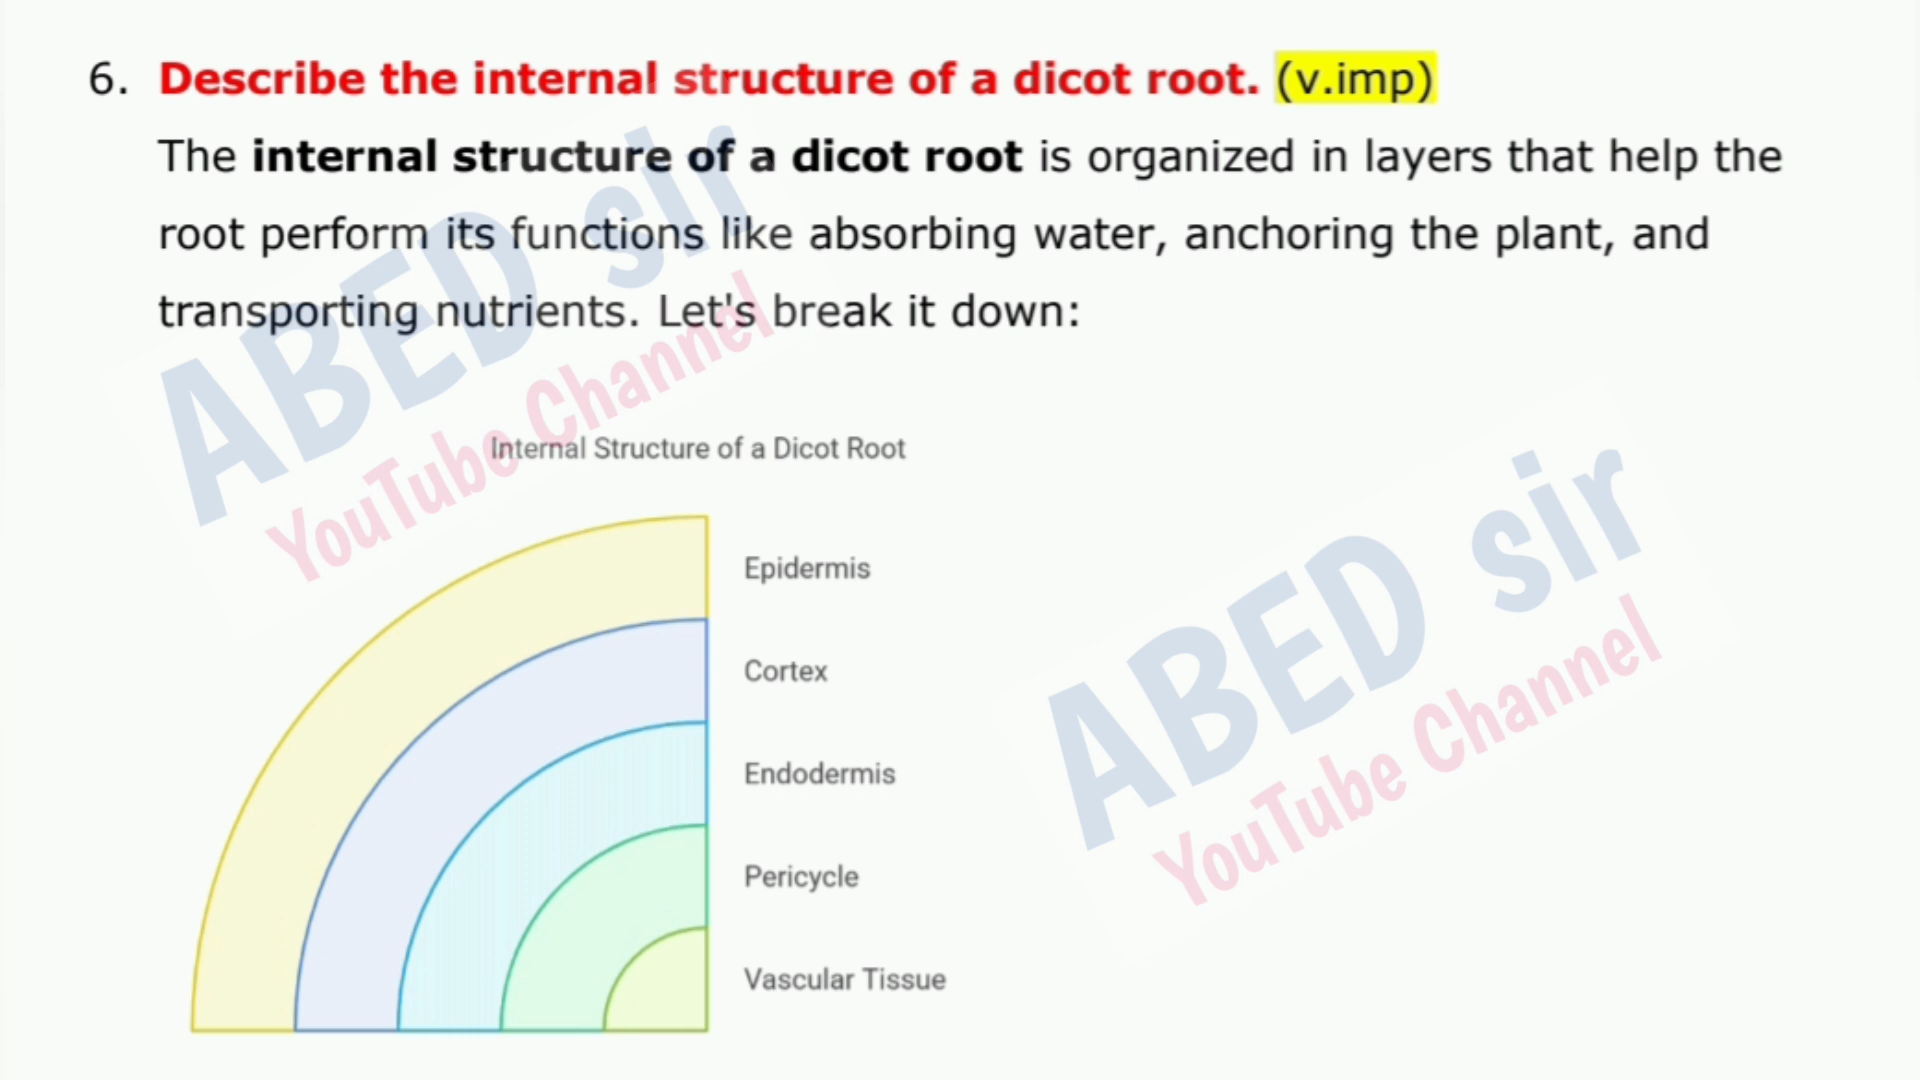 6. Describe the internal structure of a dicot root. (v.imp)
The internal structure of a dicot root is organized in layers that help the
root perform its functions like absorbing water, anchoring the plant, and
transporting nutrients. Let's break it down:
ABED sir
YouTube Channel
Internal Structure of a Dicot Root
Epidermis
Cortex
Endodermis
Pericycle
Vascular Tissue
ABED sir
YouTube Channel